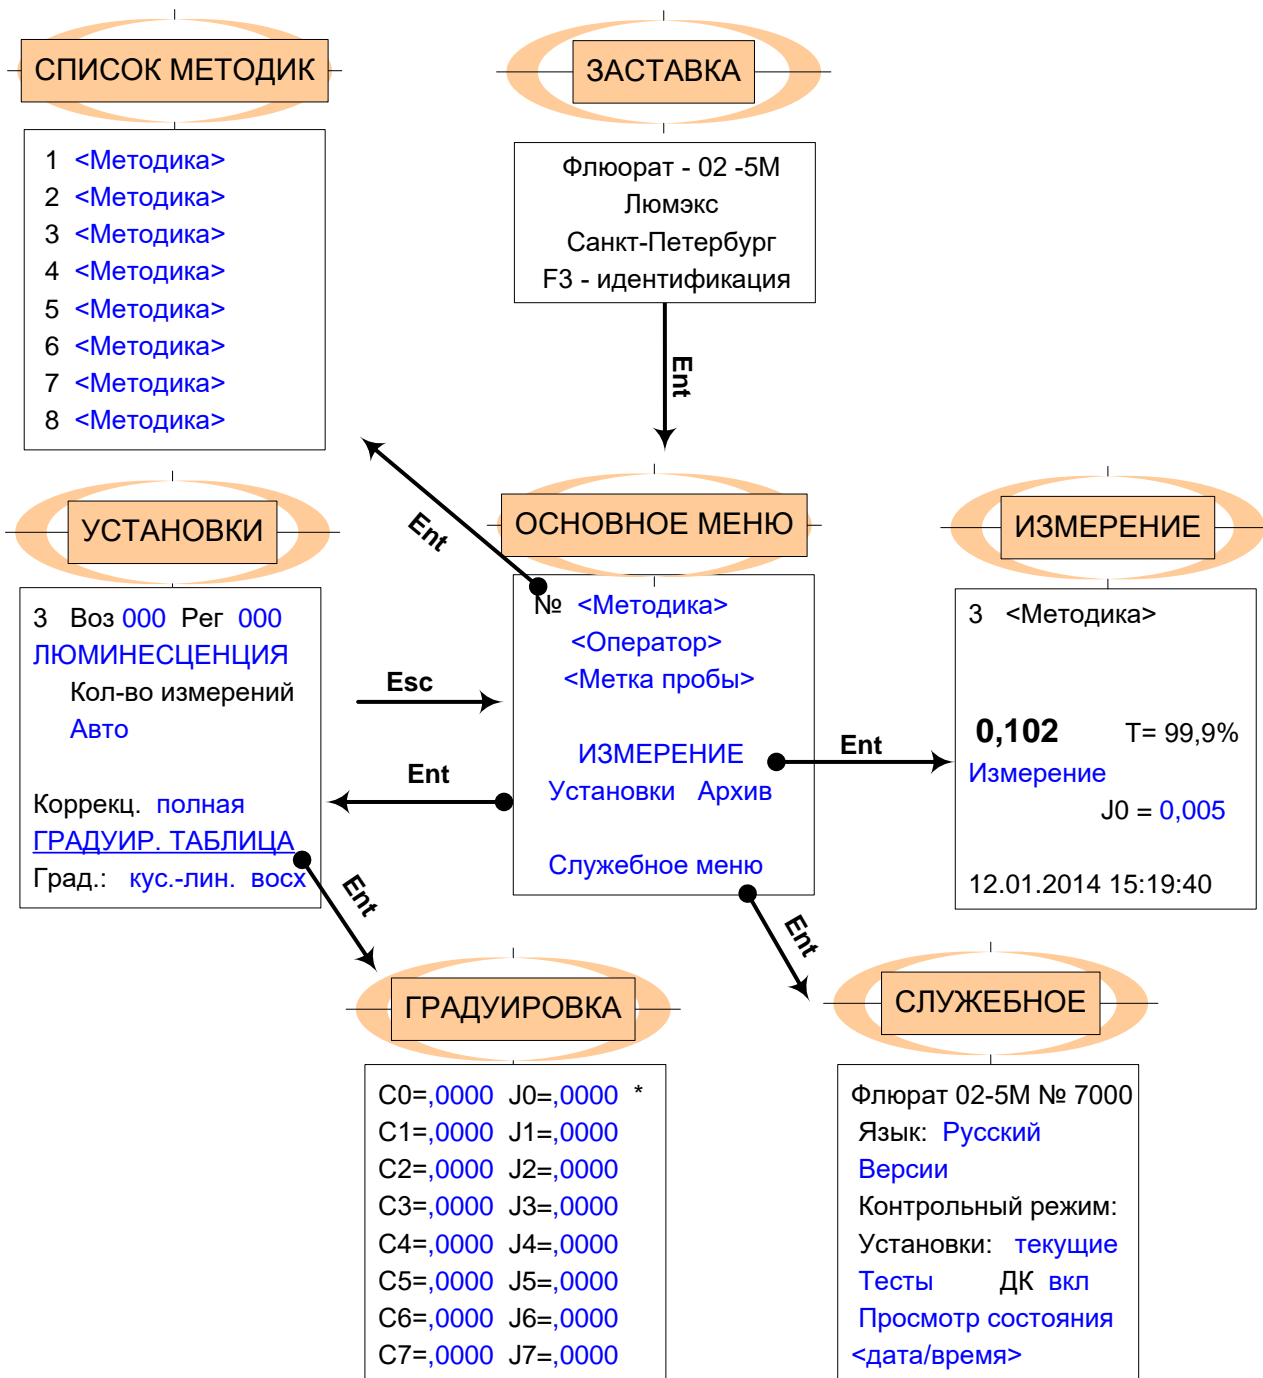 СПИСОК МЕТОДИК
1 <Методика>
2 <Методика>
3 <Методика>
4 <Методика>
5 <Методика>
6 <Методика>
7 <Методика>
8 <Методика>
ЗАСТАВКА
Флюорат - 02 -5М
Люмэкс
Санкт-Петербург
F3 - идентификация
Ent
Ent
УСТАНОВКИ
3 Воз 000 Рег 000
ЛЮМИНЕСЦЕНЦИЯ
Кол-во измерений
Авто
Коррекц. полная
ГРАДУИР. ТАБЛИЦА
Град.: кус.-лин. восх
Esc
Ent
Ent
ОСНОВНОЕ МЕНЮ
№ <Методика>
<Оператор>
<Метка пробы>
ИЗМЕРЕНИЕ
Установки Архив
Служебное меню
Ent
Ent
ИЗМЕРЕНИЕ
3 <Методика>
0,102 T= 99,9%
Измерение
J0 = 0,005
12.01.2014 15:19:40
ГРАДУИРОВКА
C0=,0000 J0=,0000 *
C1=,0000 J1=,0000
C2=,0000 J2=,0000
C3=,0000 J3=,0000
C4=,0000 J4=,0000
C5=,0000 J5=,0000
C6=,0000 J6=,0000
C7=,0000 J7=,0000
СЛУЖЕБНОЕ
Флюрат 02-5М № 7000
Язык: Русский
Версии
Контрольный режим:
Установки: текущие
Тесты ДК вкл
Просмотр состояния
<дата/время>